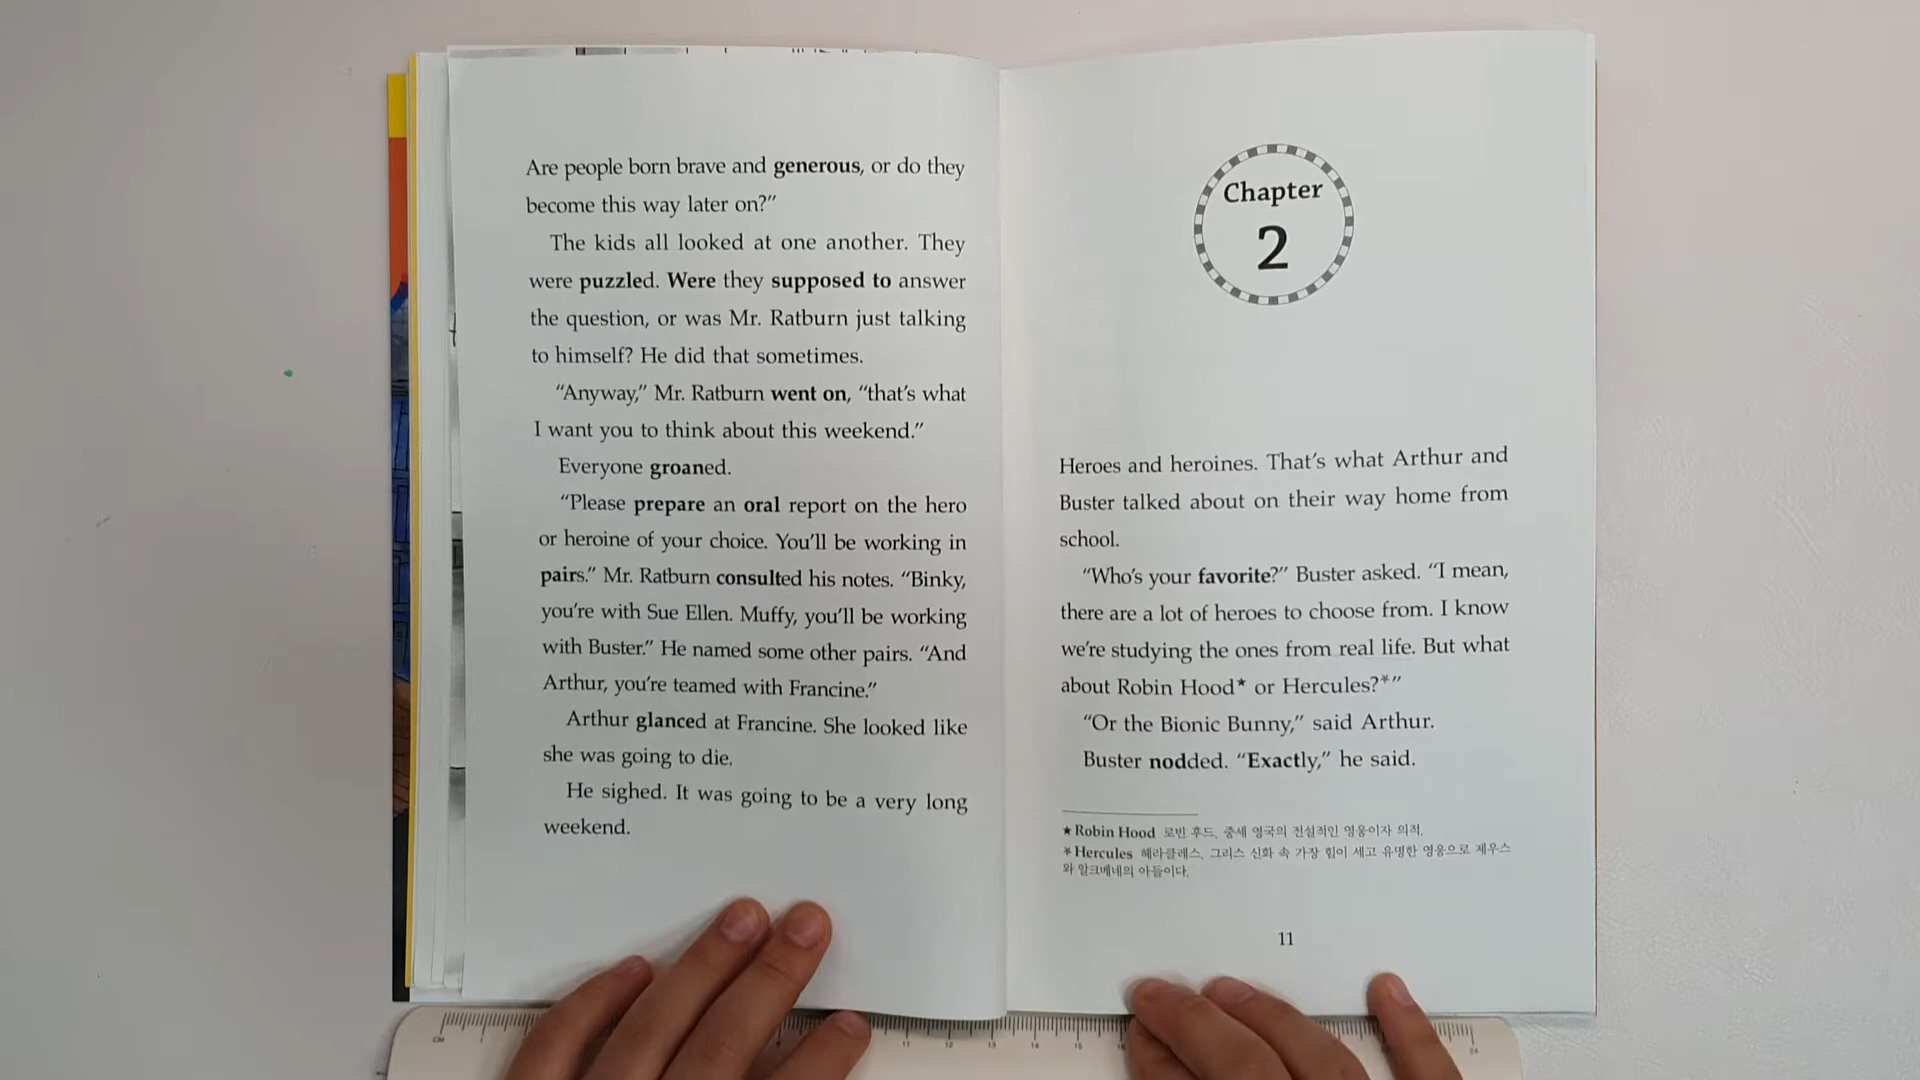 Are people born brave and generous, or do they
become this way later on?”
The kids all looked at one another. They
were puzzled. Were they supposed to answer
the question, or was Mr. Ratburn just talking
to himself? He did that sometimes.
“Anyway,” Mr. Ratburn went on, “that’s what
I want you to think about this weekend.”
Everyone groaned.
“Please prepare an oral report on the hero
or heroine of your choice. You’ll be working in
pairs.” Mr. Ratburn consulted his notes. “Binky,
you’re with Sue Ellen. Muffy, you’ll be working
with Buster.” He named some other pairs. “And
Arthur, you’re teamed with Francine.”
Arthur glanced at Francine. She looked like
she was going to die.
He sighed. It was going to be a very long
weekend.
Chapter
2
Heroes and heroines. That’s what Arthur and
Buster talked about on their way home from
school.
“Who’s your favorite?” Buster asked. “I mean,
there are a lot of heroes to choose from. I know
we’re studying the ones from real life. But what
about Robin Hood★ or Hercules?*”
“Or the Bionic Bunny,” said Arthur.
Buster nodded. “Exactly,” he said.
★ Robin Hood 로빈 후드, 중세 영국의 전설적인 영웅이자 의적.
* Hercules 헤라클레스, 그리스 신화 속 가장 힘이 세고 유명한 영웅으로 제우스
와 알크메네의 아들이다.
11
CM
11 12 13 14 15
24